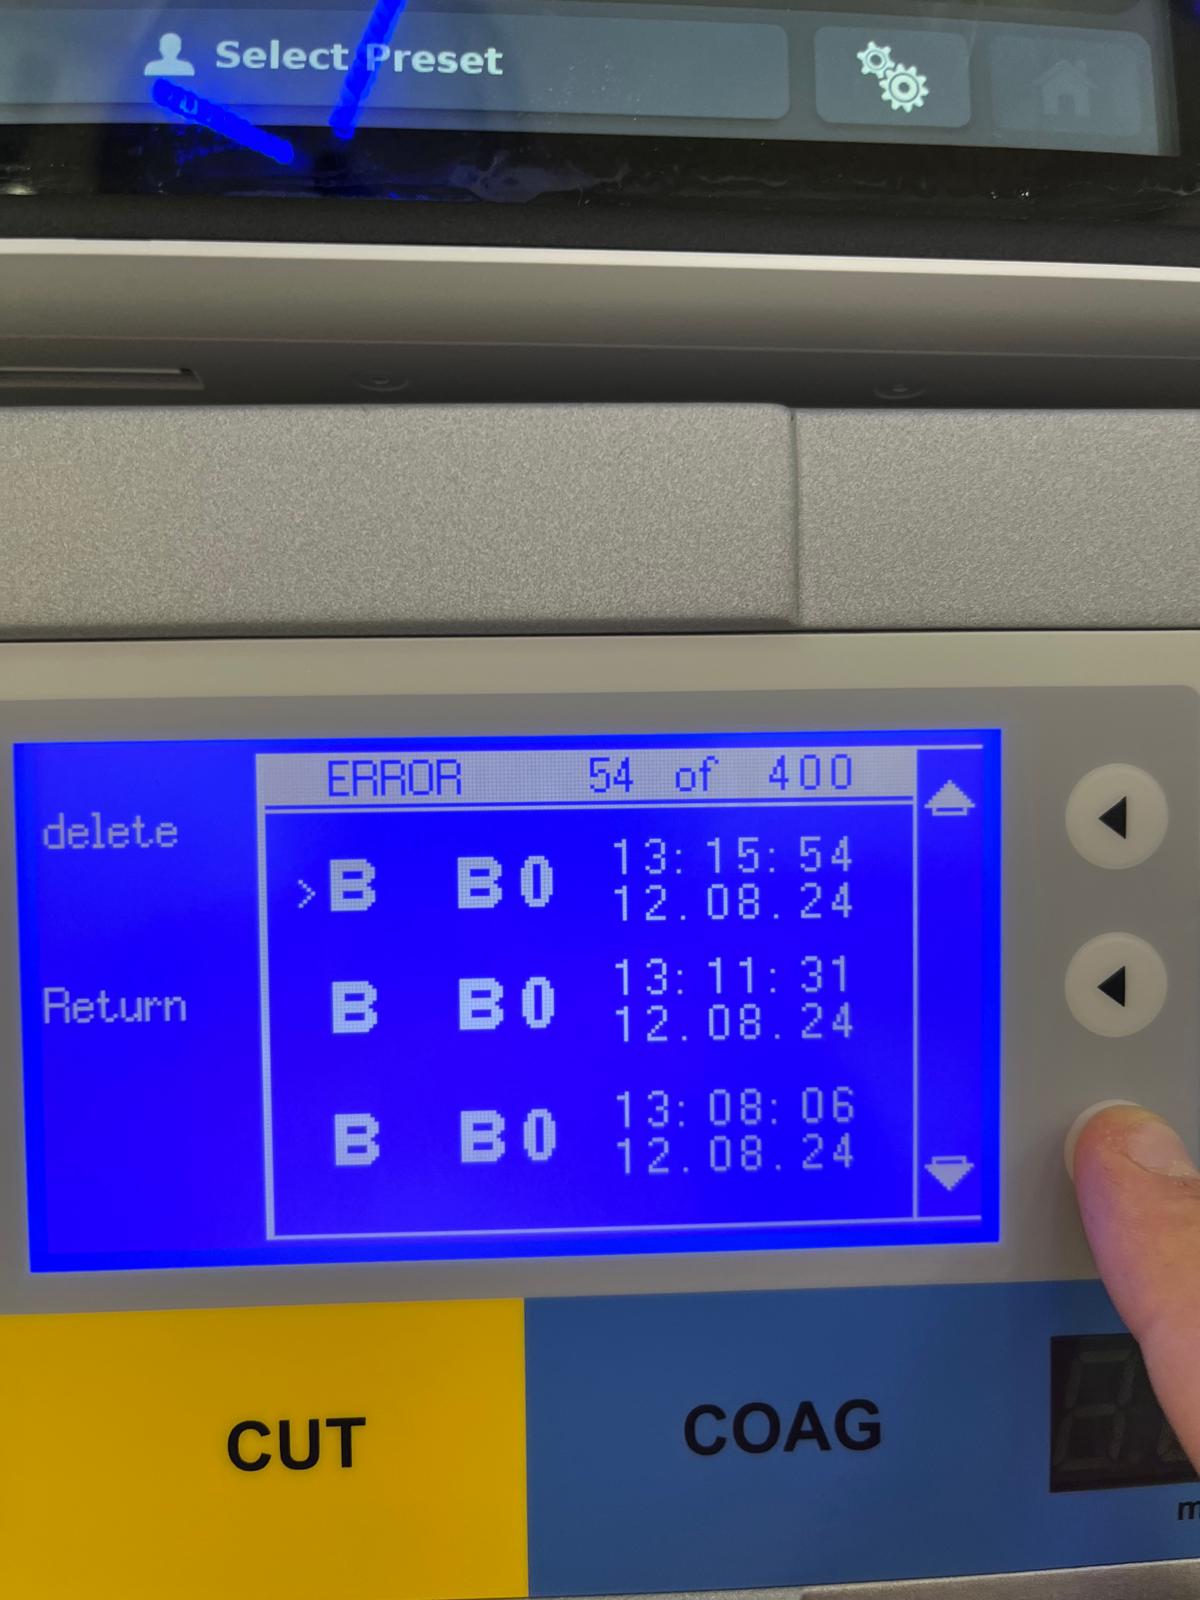 Select Preset
ERROR 54 of 400
delete
>B B0 13:15:54
12.08.24
Return
B B0 13:11:31
12.08.24
B B0 13:08:06
12.08.24
CUT
COAG